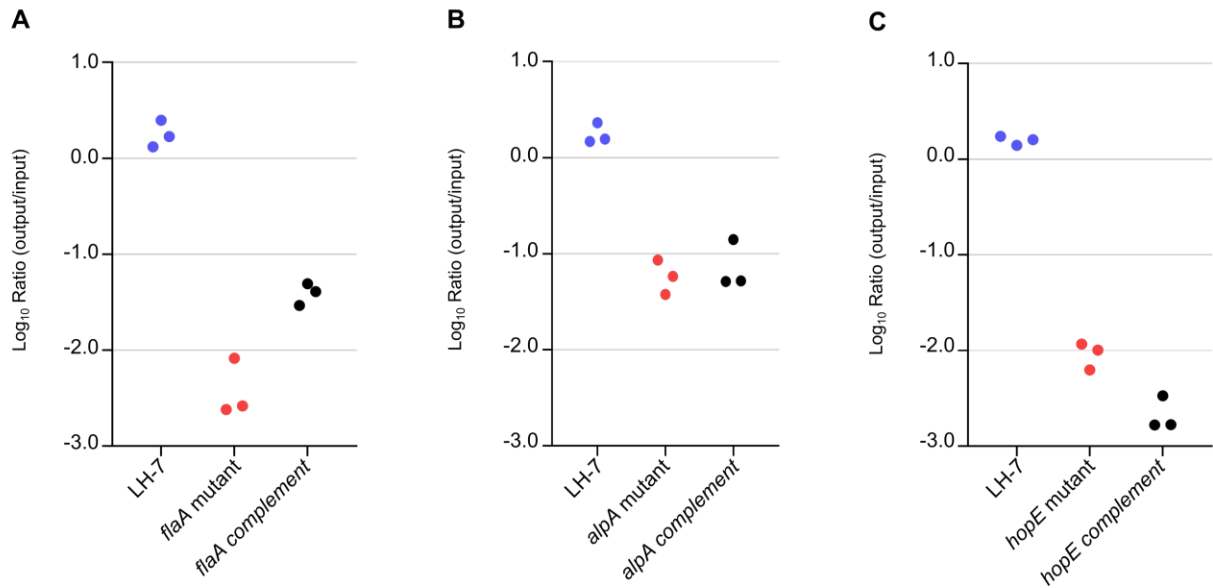 A
Log₁₀ Ratio (output/input)
1.0
0.0
-1.0
-2.0
-3.0
LH-7
flaA mutant
flaA complement
B
Log₁₀ Ratio (output/input)
1.0
0.0
-1.0
-2.0
-3.0
LH-7
alpA mutant
alpA complement
C
Log₁₀ Ratio (output/input)
1.0
0.0
-1.0
-2.0
-3.0
LH-7
hopE mutant
hopE complement